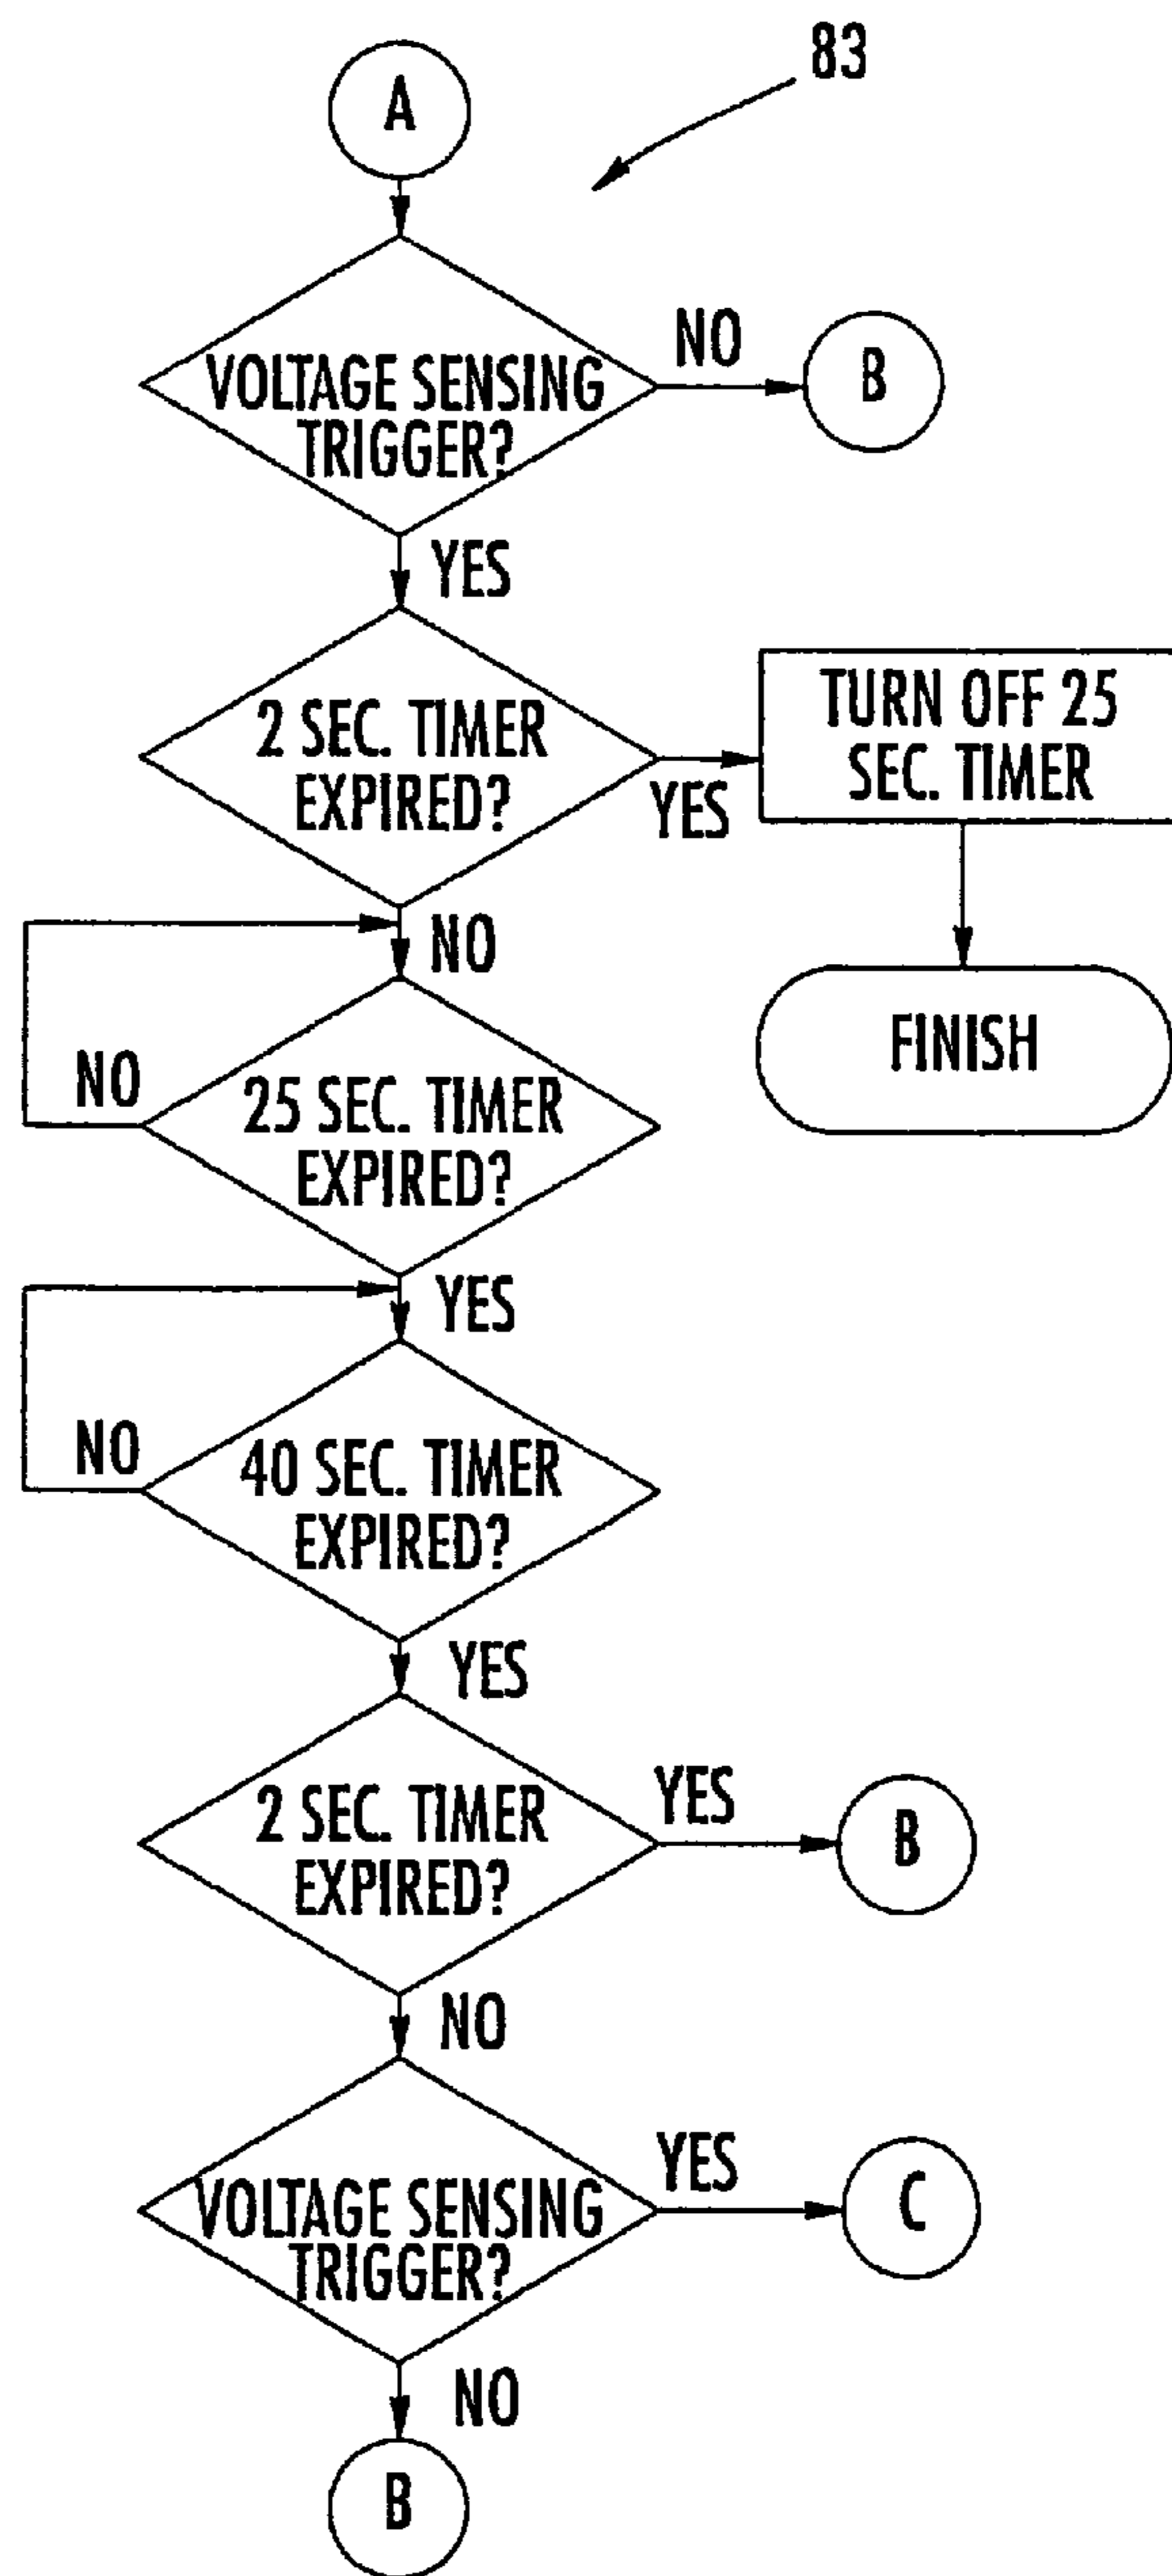 83
A
VOLTAGE SENSING
TRIGGER?
NO
B
YES
2 SEC. TIMER
EXPIRED?
YES
TURN OFF 25
SEC. TIMER
NO
FINISH
NO
25 SEC. TIMER
EXPIRED?
YES
NO
40 SEC. TIMER
EXPIRED?
YES
2 SEC. TIMER
EXPIRED?
YES
B
NO
VOLTAGE SENSING
TRIGGER?
YES
C
NO
B